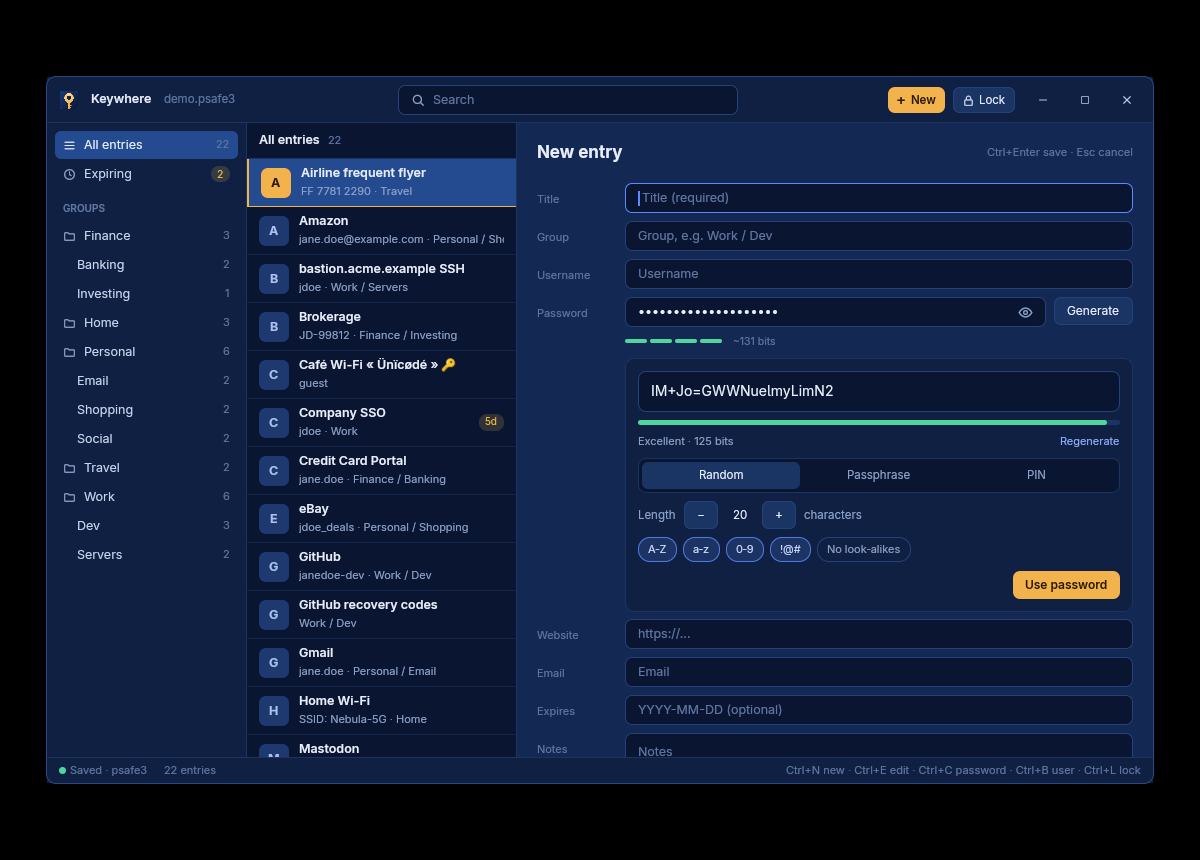 Keywhere demo.psafe3
Search
+ New
Lock
All entries 22
Expiring 2
GROUPS
Finance 3
Banking 2
Investing 1
Home 3
Personal 6
Email 2
Shopping 2
Social 2
Travel 2
Work 6
Dev 3
Servers 2
All entries 22
A
Airline frequent flyer
FF 7781 2290 · Travel
A
Amazon
jane.doe@example.com · Personal / Sho
B
bastion.acme.example SSH
jdoe · Work / Servers
B
Brokerage
JD-99812 · Finance / Investing
C
Café Wi-Fi « Ünïcødé » 🔑
guest
C
Company SSO
jdoe · Work
5d
C
Credit Card Portal
jane.doe · Finance / Banking
E
eBay
jdoe_deals · Personal / Shopping
G
GitHub
janedoe-dev · Work / Dev
G
GitHub recovery codes
Work / Dev
G
Gmail
jane.doe · Personal / Email
H
Home Wi-Fi
SSID: Nebula-5G · Home
M
Mastodon
New entry
Ctrl+Enter save · Esc cancel
Title
Title (required)
Group
Group, e.g. Work / Dev
Username
Username
Password
••••••••••••••••••••
Generate
~131 bits
IM+Jo=GWWNuelmyLimN2
Excellent · 125 bits
Regenerate
Random Passphrase PIN
Length − 20 + characters
A-Z a-z 0-9 !@# No look-alikes
Use password
Website
https://...
Email
Email
Expires
YYYY-MM-DD (optional)
Notes
Notes
Saved · psafe3 22 entries
Ctrl+N new · Ctrl+E edit · Ctrl+C password · Ctrl+B user · Ctrl+L lock